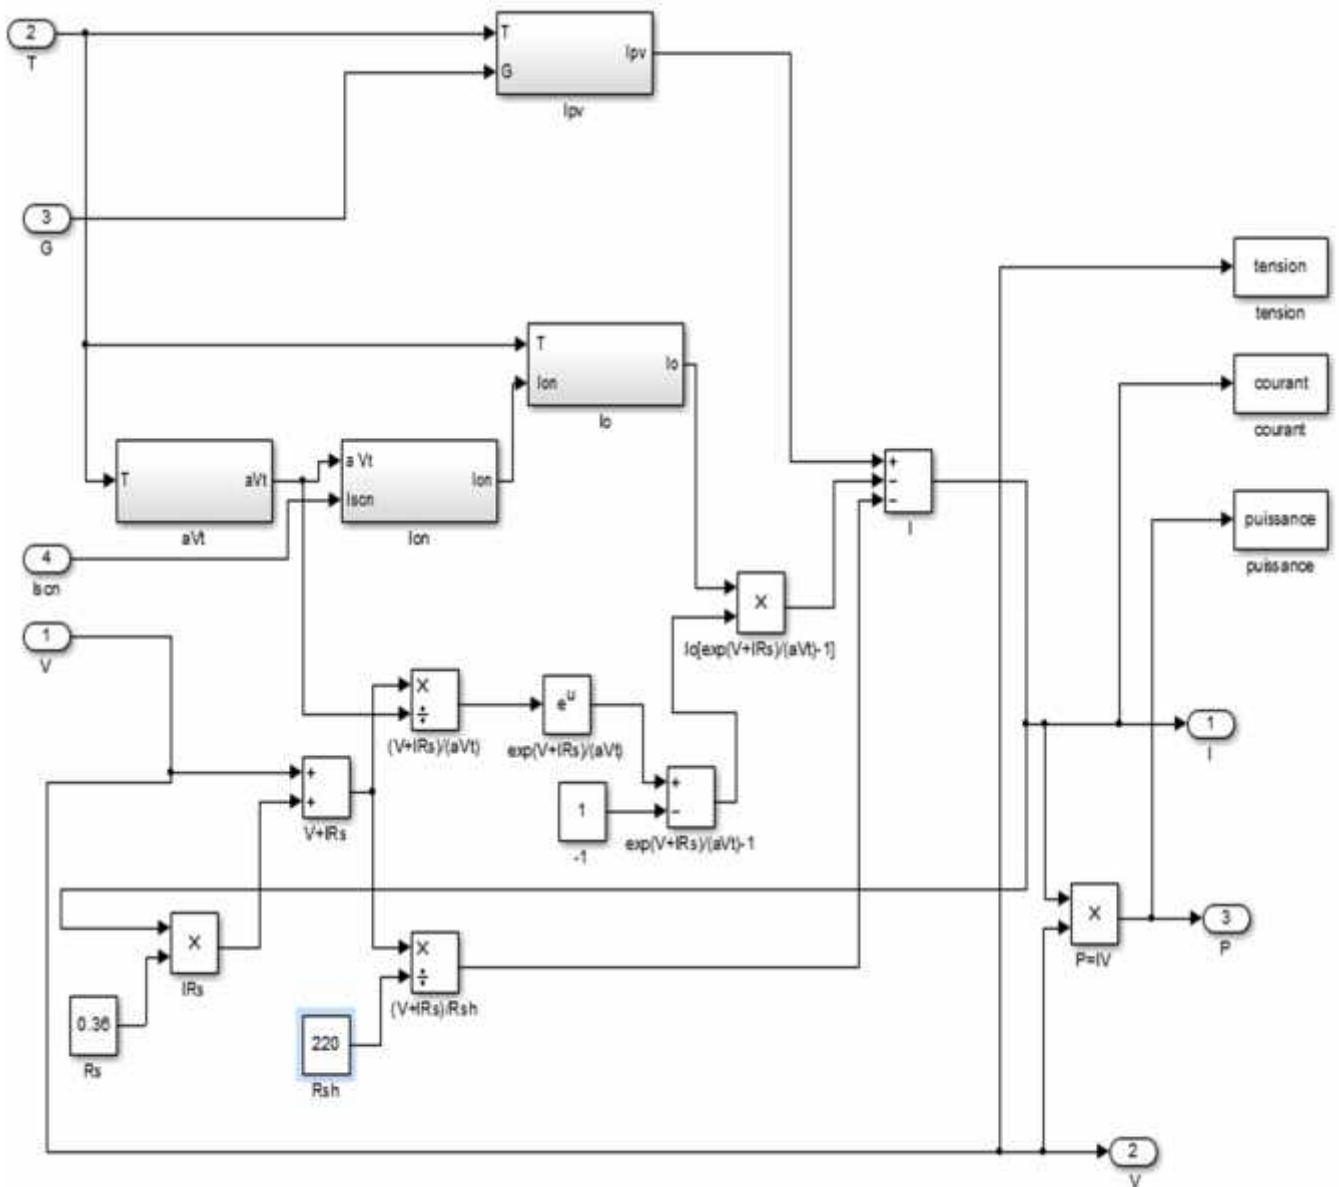 2
T
T
G
Ipv
Ipv
3
G
tension
tension
T
Ion
Io
Io
courant
courant
T
aVt
aVt
a Vt
Iscn
Ion
Ion
+
−
−
I
puissance
puissance
4
Iscn
1
V
X
Io[exp(V+IRs)/(aVt)-1]
X
÷
(V+IRs)/(aVt)
e^u
exp(V+IRs)/(aVt)
1
I
+
+
V+IRs
1
-1
+
−
exp(V+IRs)/(aVt)-1
X
IRs
X
÷
(V+IRs)/Rsh
X
P=IV
3
P
0.36
Rs
220
Rsh
2
V